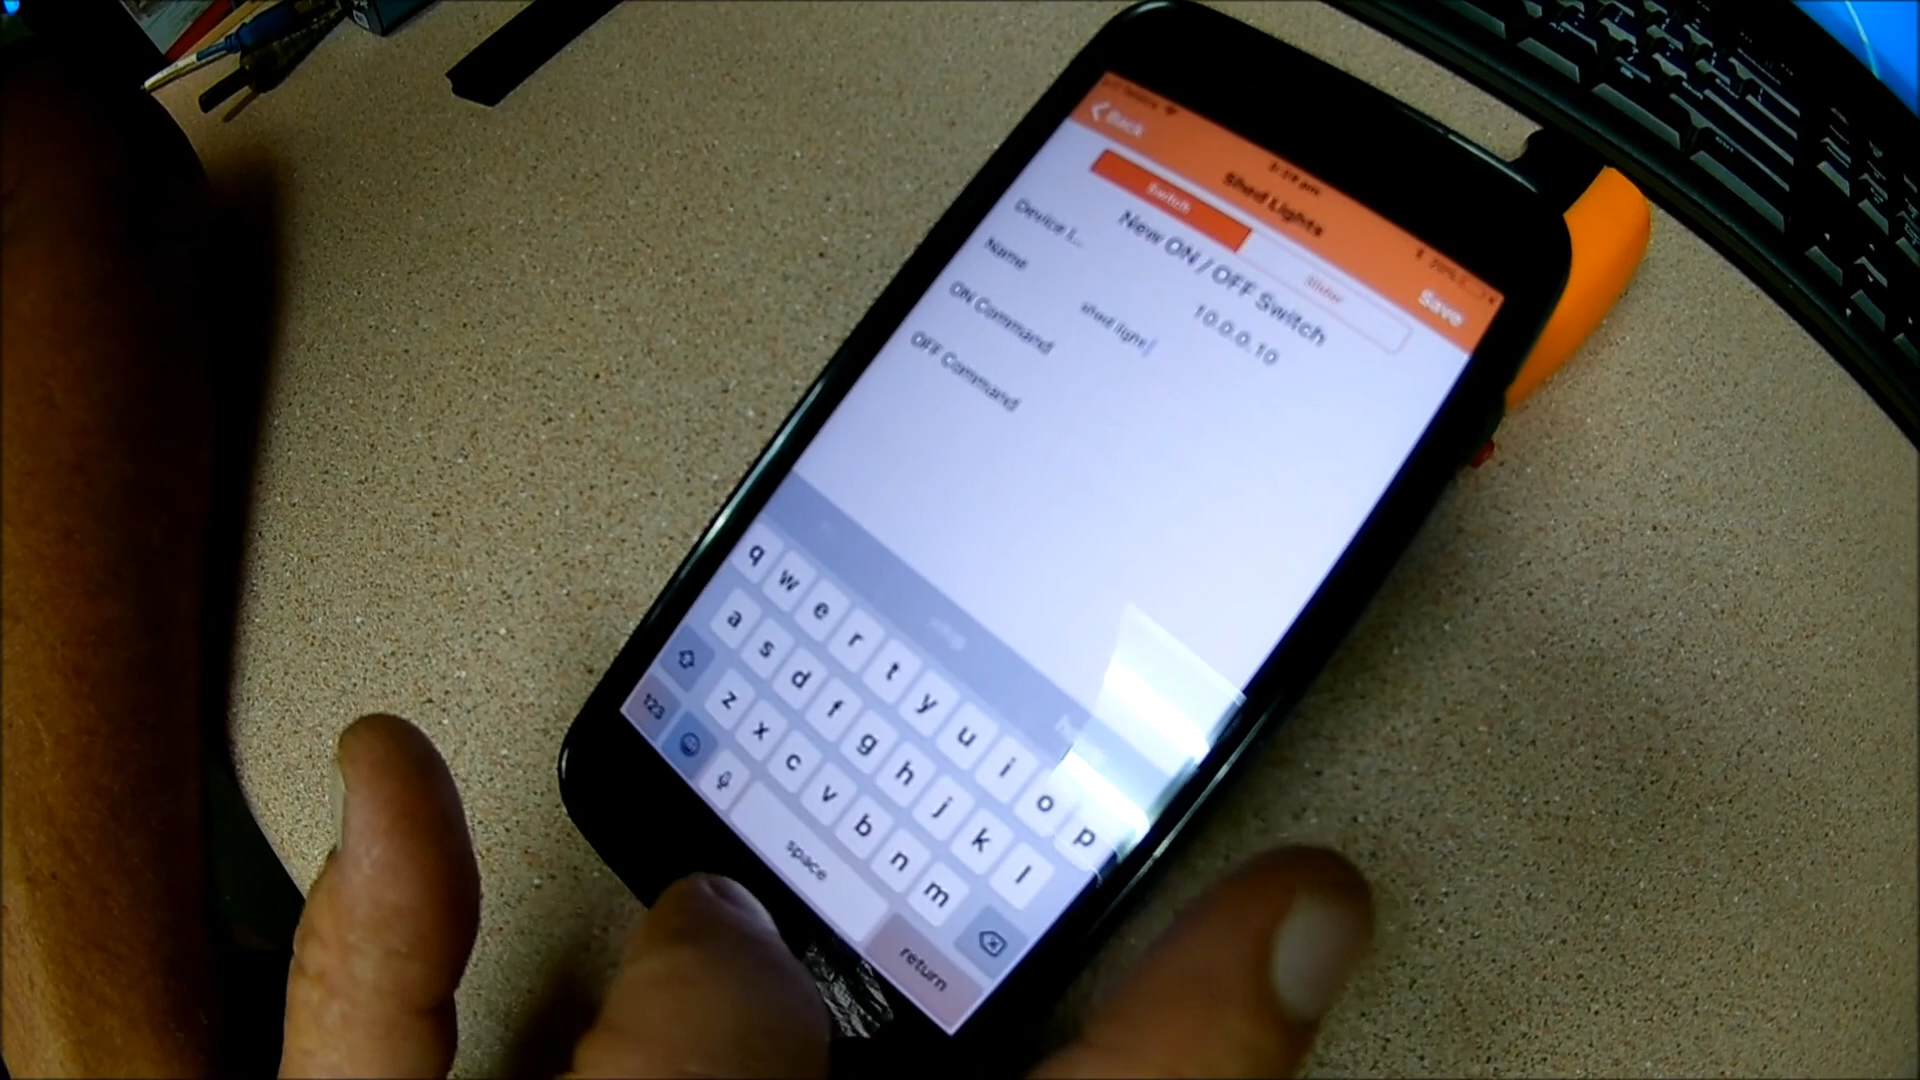 Back
Shed Lights
Save
Switch
Slider
New ON / OFF Switch
Device I...
10.0.0.10
Name
shed light
ON Command
OFF Command
q w e r t y u i o p
a s d f g h j k l
z x c v b n m
123
space
return